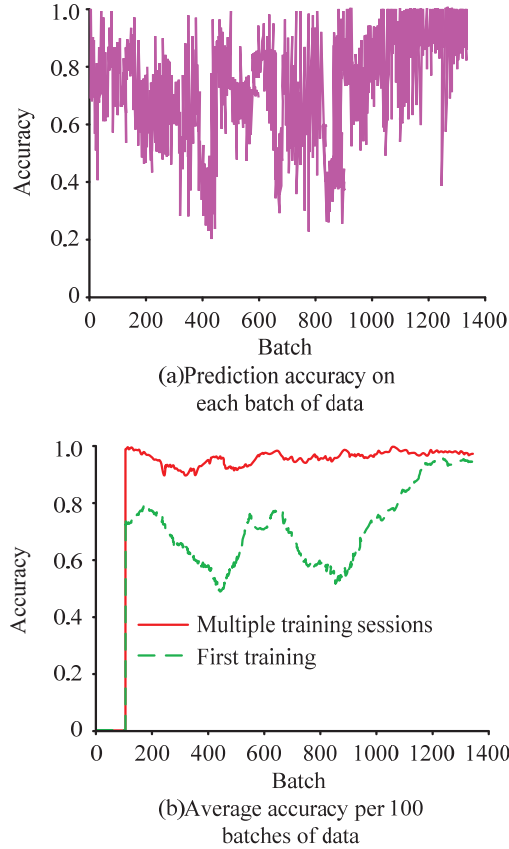 1.0
0.8
0.6
0.4
0.2
0
Accuracy
0 200 400 600 800 1000 1200 1400
Batch
(a)Prediction accuracy on
each batch of data
1.0
0.8
0.6
0.4
0.2
0
Accuracy
Multiple training sessions
First training
0 200 400 600 800 1000 1200 1400
Batch
(b)Average accuracy per 100
batches of data